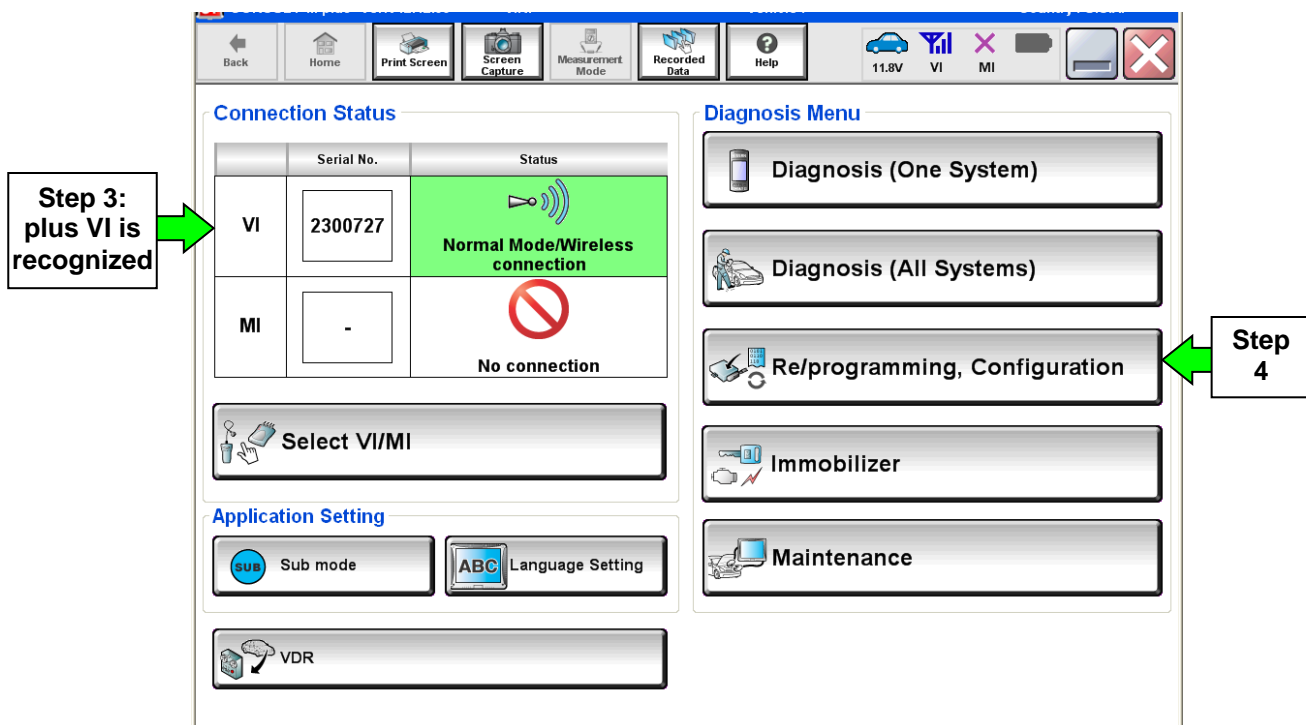 Back
Home
Print Screen
Screen
Capture
Measurement
Mode
Recorded
Data
Help
11.8V
VI
MI
Connection Status
Serial No.
Status
VI
2300727
Normal Mode/Wireless
connection
MI
-
No connection
Select VI/MI
Application Setting
SUB
Sub mode
ABC
Language Setting
VDR
Diagnosis Menu
Diagnosis (One System)
Diagnosis (All Systems)
Re/programming, Configuration
Immobilizer
Maintenance
Step 3:
plus VI is
recognized
Step
4